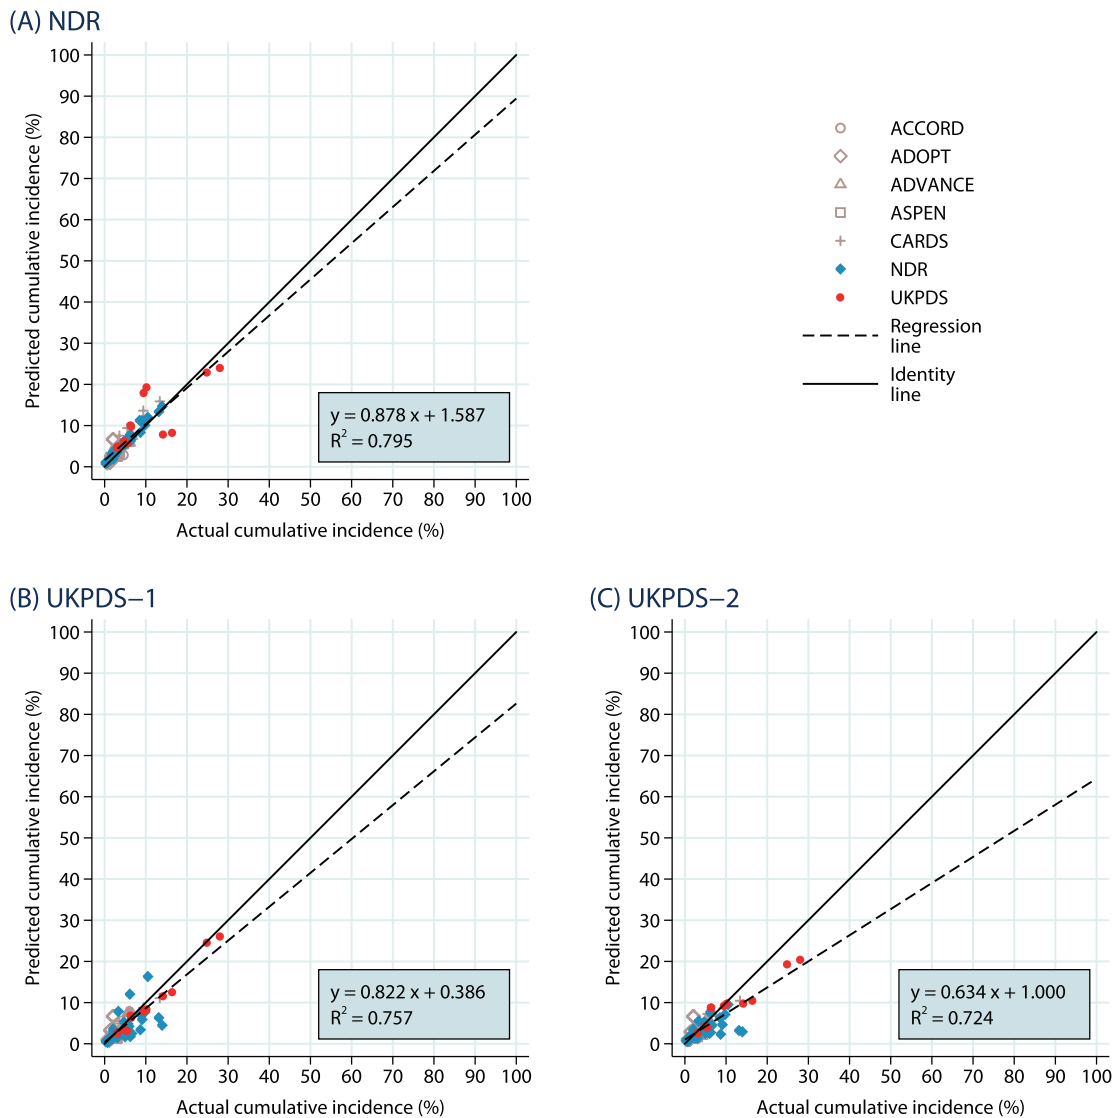 (A) NDR
100
90
80
70
60
50
40
30
20
10
0
Predicted cumulative incidence (%)
y = 0.878 x + 1.587
R² = 0.795
0 10 20 30 40 50 60 70 80 90 100
Actual cumulative incidence (%)
ACCORD
ADOPT
ADVANCE
ASPEN
CARDS
NDR
UKPDS
Regression
line
Identity
line
(B) UKPDS−1
100
90
80
70
60
50
40
30
20
10
0
Predicted cumulative incidence (%)
y = 0.822 x + 0.386
R² = 0.757
0 10 20 30 40 50 60 70 80 90 100
Actual cumulative incidence (%)
(C) UKPDS−2
100
90
80
70
60
50
40
30
20
10
0
Predicted cumulative incidence (%)
y = 0.634 x + 1.000
R² = 0.724
0 10 20 30 40 50 60 70 80 90 100
Actual cumulative incidence (%)